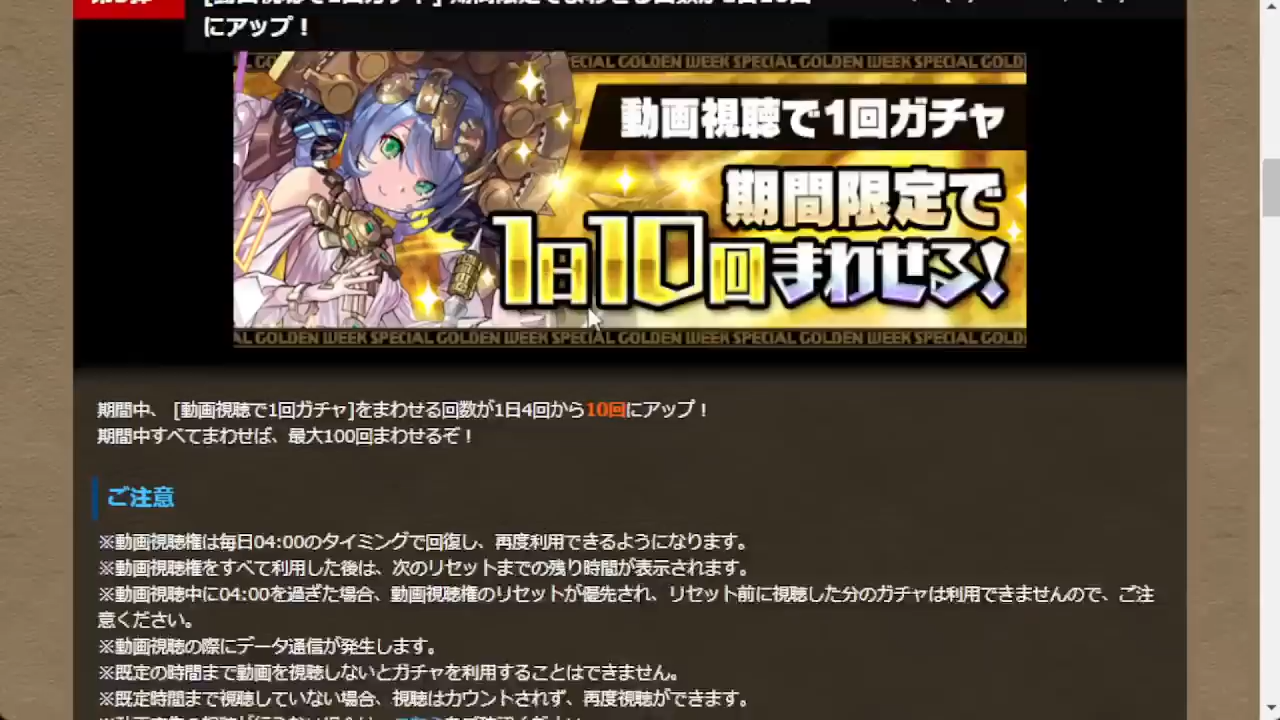 にアップ！
SPECIAL GOLDEN WEEK SPECIAL GOLDEN WEEK SPECIAL GOLD
動画視聴で1回ガチャ
期間限定で
1日10回まわせる!
GOLDEN WEEK SPECIAL GOLDEN WEEK SPECIAL GOLDEN WEEK SPECIAL GOLDEN WEEK SPECIAL
期間中、 [動画視聴で1回ガチャ]をまわせる回数が1日4回から10回にアップ！
期間中すべてまわせば、最大100回まわせるぞ！
ご注意
※動画視聴権は毎日04:00のタイミングで回復し、再度利用できるようになります。
※動画視聴権をすべて利用した後は、次のリセットまでの残り時間が表示されます。
※動画視聴中に04:00を過ぎた場合、動画視聴権のリセットが優先され、リセット前に視聴した分のガチャは利用できませんので、ご注
意ください。
※動画視聴の際にデータ通信が発生します。
※既定の時間まで動画を視聴しないとガチャを利用することはできません。
※既定時間まで視聴していない場合、視聴はカウントされず、再度視聴ができます。